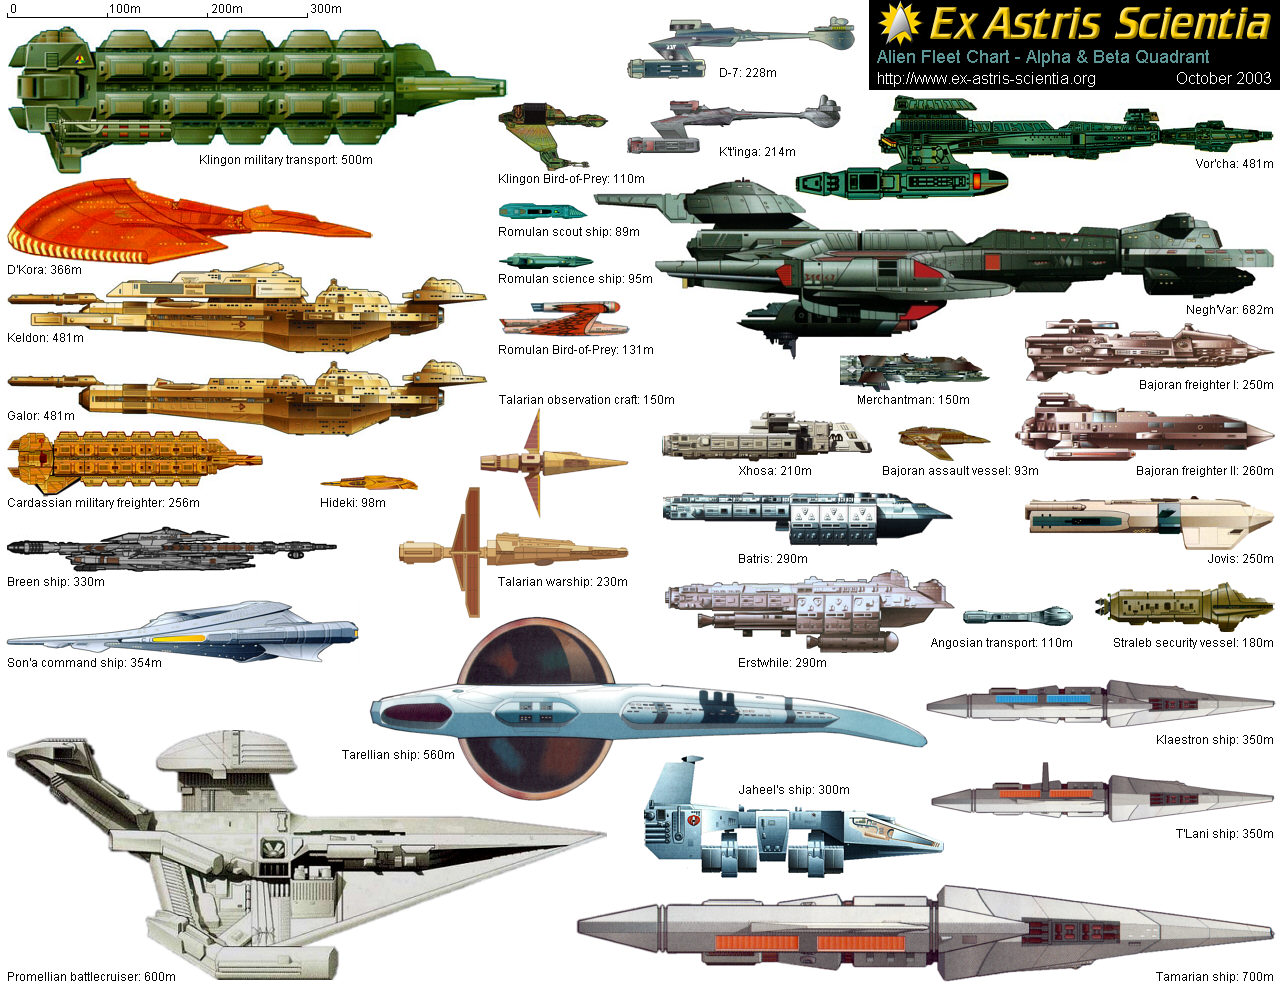 0 100m 200m 300m
Ex Astris Scientia
Alien Fleet Chart - Alpha & Beta Quadrant
http://www.ex-astris-scientia.org October 2003
D-7: 228m
Klingon military transport: 500m
K't'inga: 214m
Vor'cha: 481m
Klingon Bird-of-Prey: 110m
Romulan scout ship: 89m
D'Kora: 366m
Romulan science ship: 95m
Negh'Var: 682m
Keldon: 481m
Romulan Bird-of-Prey: 131m
Bajoran freighter I: 250m
Galor: 481m
Talarian observation craft: 150m
Merchantman: 150m
Xhosa: 210m
Bajoran assault vessel: 93m
Bajoran freighter II: 260m
Cardassian military freighter: 256m
Hideki: 98m
Batris: 290m
Jovis: 250m
Breen ship: 330m
Talarian warship: 230m
Angosian transport: 110m
Straleb security vessel: 180m
Son'a command ship: 354m
Erstwhile: 290m
Klaestron ship: 350m
Tarellian ship: 560m
Jaheel's ship: 300m
T'Lani ship: 350m
Promellian battlecruiser: 600m
Tamarian ship: 700m